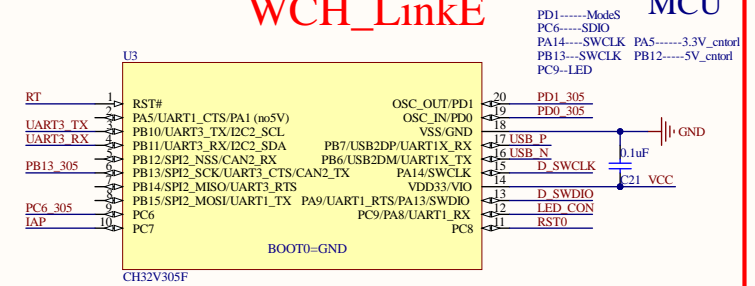 WCH_LinkE
MCU
PD1------ModeS
PC6-----SDIO
PA14----SWCLK PA5------3.3V_cntorl
PB13---SWCLK PB12-----5V_cntorl
PC9--LED
U3
RT 1 RST# OSC_OUT/PD1 20 PD1_305
2 PA5/UART1_CTS/PA1 (no5V) OSC_IN/PD0 19 PD0_305
UART3_TX 3 PB10/UART3_TX/I2C2_SCL VSS/GND 18 GND
UART3_RX 4 PB11/UART3_RX/I2C2_SDA PB7/USB2DP/UART1X_RX 17 USB_P
5 PB12/SPI2_NSS/CAN2_RX PB6/USB2DM/UART1X_TX 16 USB_N 0.1uF
PB13_305 6 PB13/SPI2_SCK/UART3_CTS/CAN2_TX PA14/SWCLK 15 D_SWCLK
7 PB14/SPI2_MISO/UART3_RTS VDD33/VIO 14 C21 VCC
8 PB15/SPI2_MOSI/UART1_TX PA9/UART1_RTS/PA13/SWDIO 13 D_SWDIO
PC6_305 9 PC6 PC9/PA8/UART1_RX 12 LED_CON
IAP 10 PC7 PC8 11 RST0
BOOT0=GND
CH32V305F